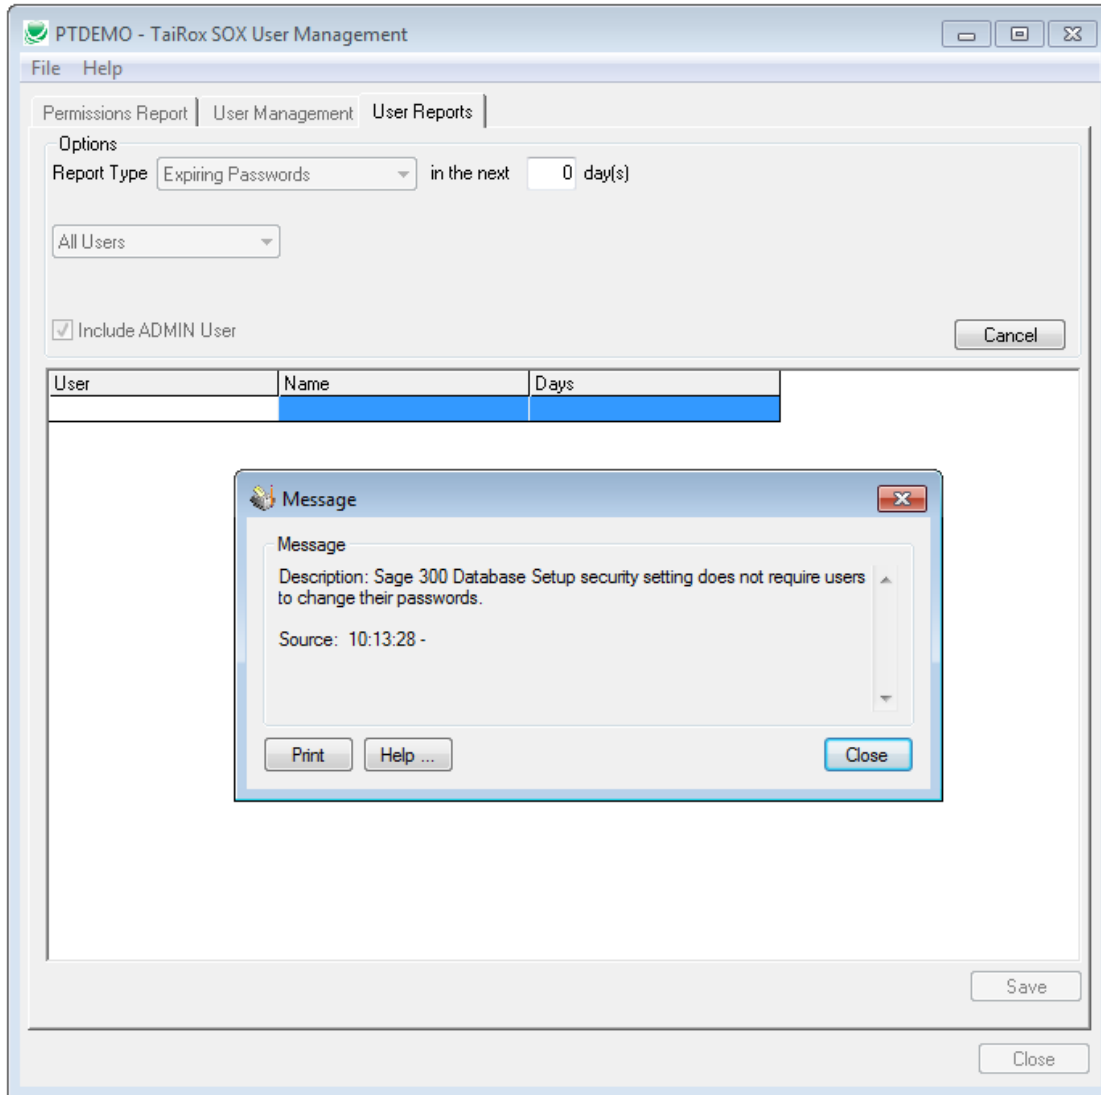 PTDEMO - TaiRox SOX User Management
File Help
Permissions Report User Management User Reports
Options
Report Type Expiring Passwords in the next 0 day(s)
All Users
Include ADMIN User
Cancel
User Name Days
Message
Message
Description: Sage 300 Database Setup security setting does not require users
to change their passwords.
Source: 10:13:28 -
Print Help ... Close
Save
Close